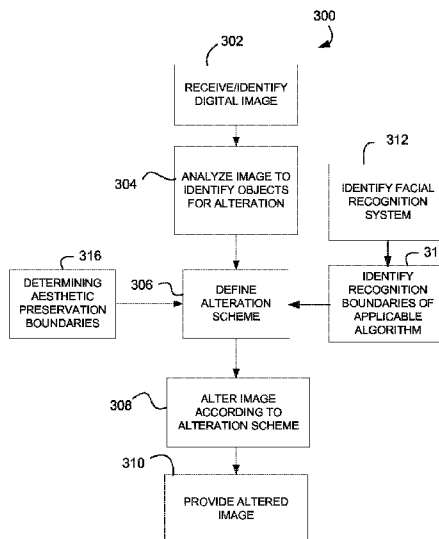 300
302
RECEIVE/IDENTIFY
DIGITAL IMAGE
304
ANALYZE IMAGE TO
IDENTIFY OBJECTS
FOR ALTERATION
312
IDENTIFY FACIAL
RECOGNITION
SYSTEM
316
DETERMINING
AESTHETIC
PRESERVATION
BOUNDARIES
306
DEFINE
ALTERATION
SCHEME
IDENTIFY
RECOGNITION
BOUNDARIES OF
APPLICABLE
ALGORITHM
308
ALTER IMAGE
ACCORDING TO
ALTERATION SCHEME
310
PROVIDE ALTERED
IMAGE